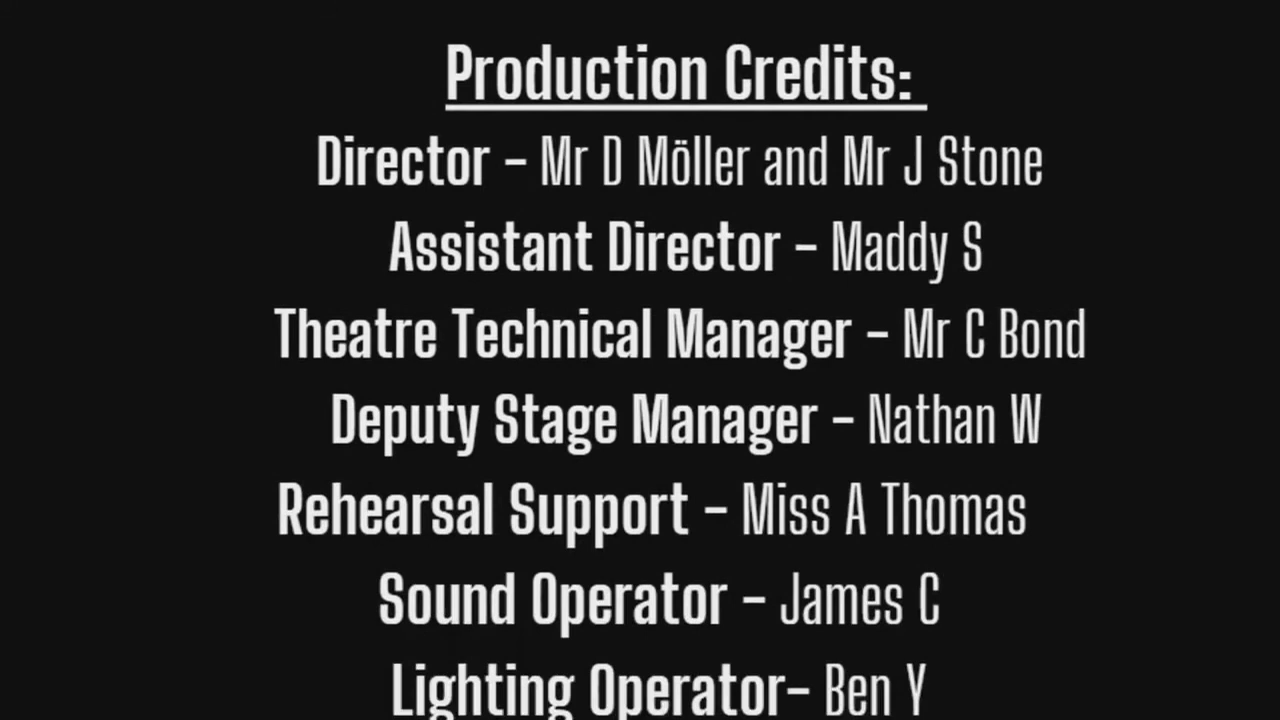 Production Credits:
Director - Mr D Möller and Mr J Stone
Assistant Director - Maddy S
Theatre Technical Manager - Mr C Bond
Deputy Stage Manager - Nathan W
Rehearsal Support - Miss A Thomas
Sound Operator - James C
Lighting Operator- Ben Y